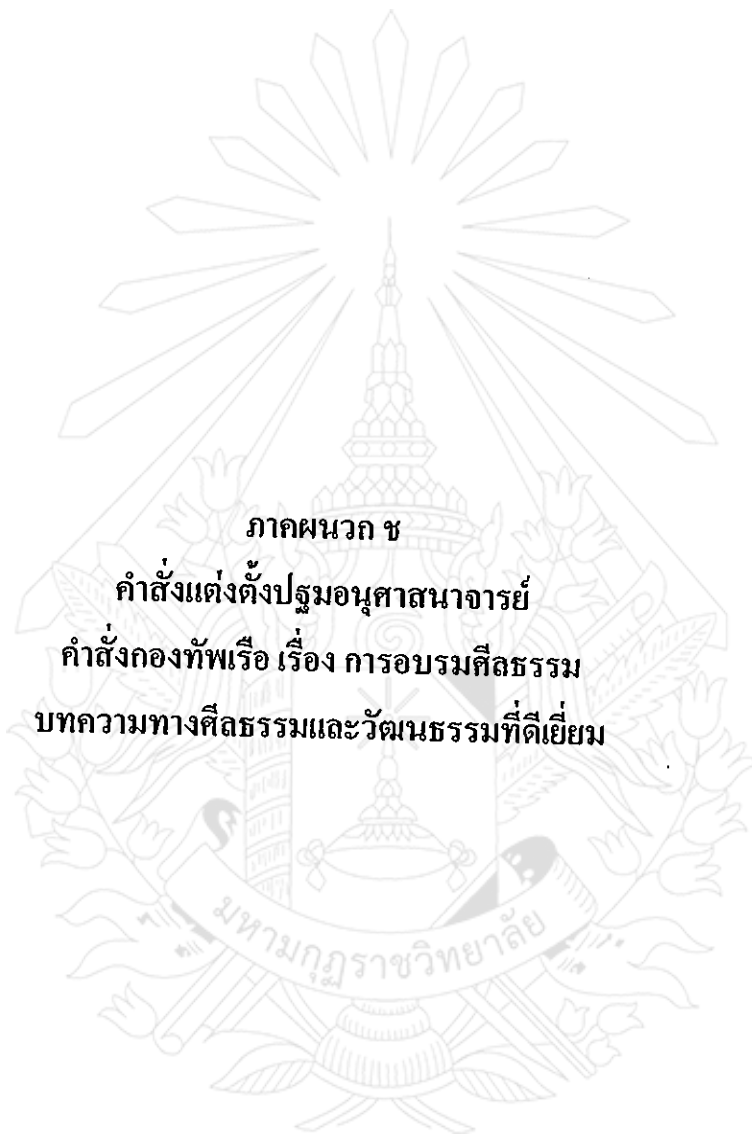 ภาคผนวก ช
คำสั่งแต่งตั้งปฐมอนุศาสนาจารย์
คำสั่งกองทัพเรือ เรื่อง การอบรมศีลธรรม
บทความทางศีลธรรมและวัฒนธรรมที่ดีเยี่ยม
มหามกุฏราชวิทยาลัย